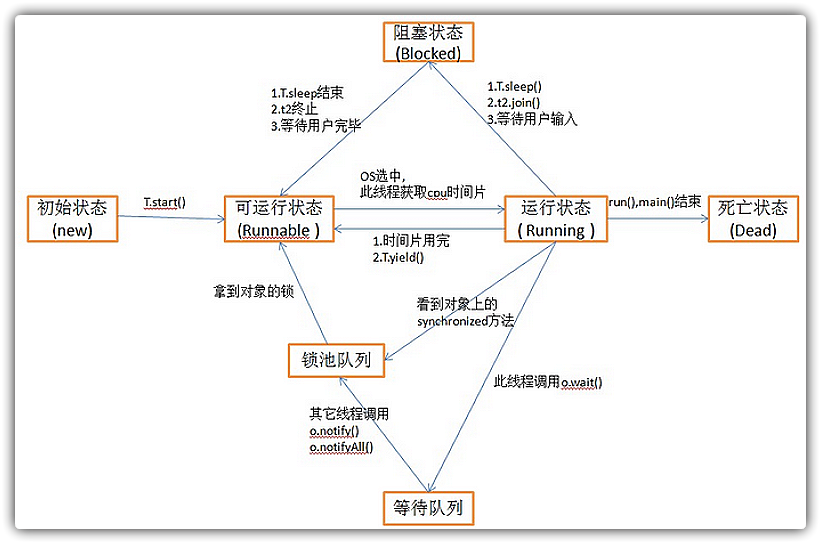 阻塞状态
(Blocked)
1.T.sleep结束
2.t2终止
3.等待用户完毕
1.T.sleep()
2.t2.join()
3.等待用户输入
OS选中,
此线程获取cpu时间片
初始状态
(new)
T.start()
可运行状态
(Runnable )
运行状态
( Running )
run(),main()结束
死亡状态
(Dead)
1.时间片用完
2.T.yield()
拿到对象的锁
看到对象上的
synchronized方法
锁池队列
此线程调用o.wait()
其它线程调用
o.notify()
o.notifyAll()
等待队列